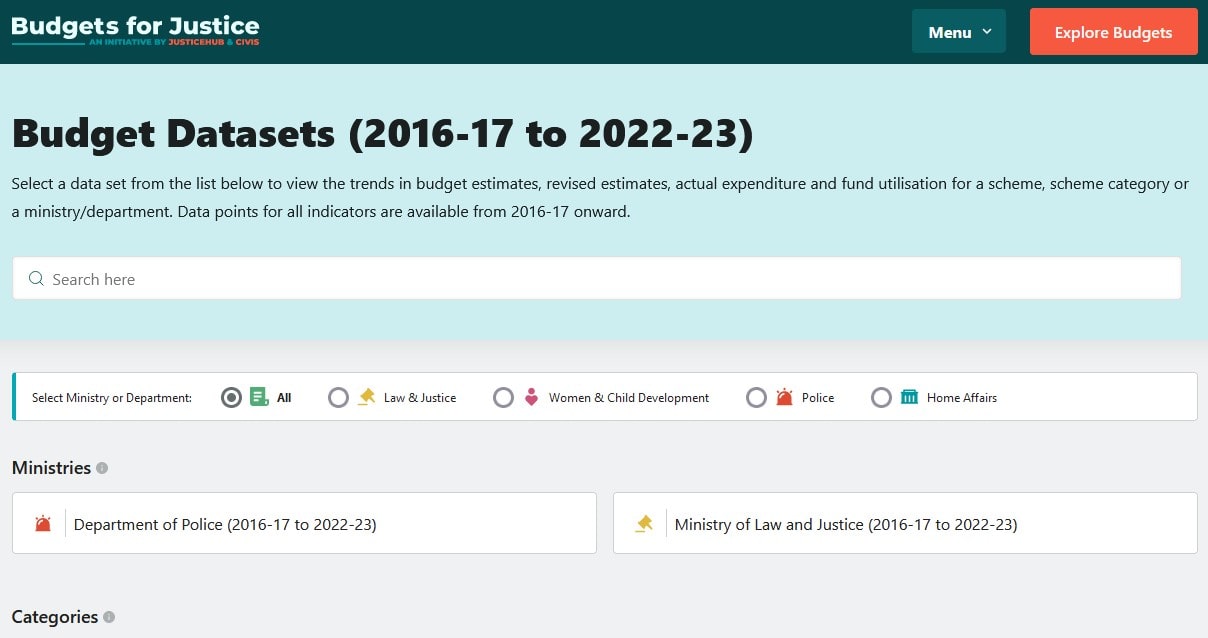 Budgets for Justice
AN INITIATIVE BY JUSTICEHUB & CIVIS
Menu
Explore Budgets
Budget Datasets (2016-17 to 2022-23)
Select a data set from the list below to view the trends in budget estimates, revised estimates, actual expenditure and fund utilisation for a scheme, scheme category or
a ministry/department. Data points for all indicators are available from 2016-17 onward.
Search here
Select Ministry or Department: All Law & Justice Women & Child Development Police Home Affairs
Ministries
Department of Police (2016-17 to 2022-23)
Ministry of Law and Justice (2016-17 to 2022-23)
Categories